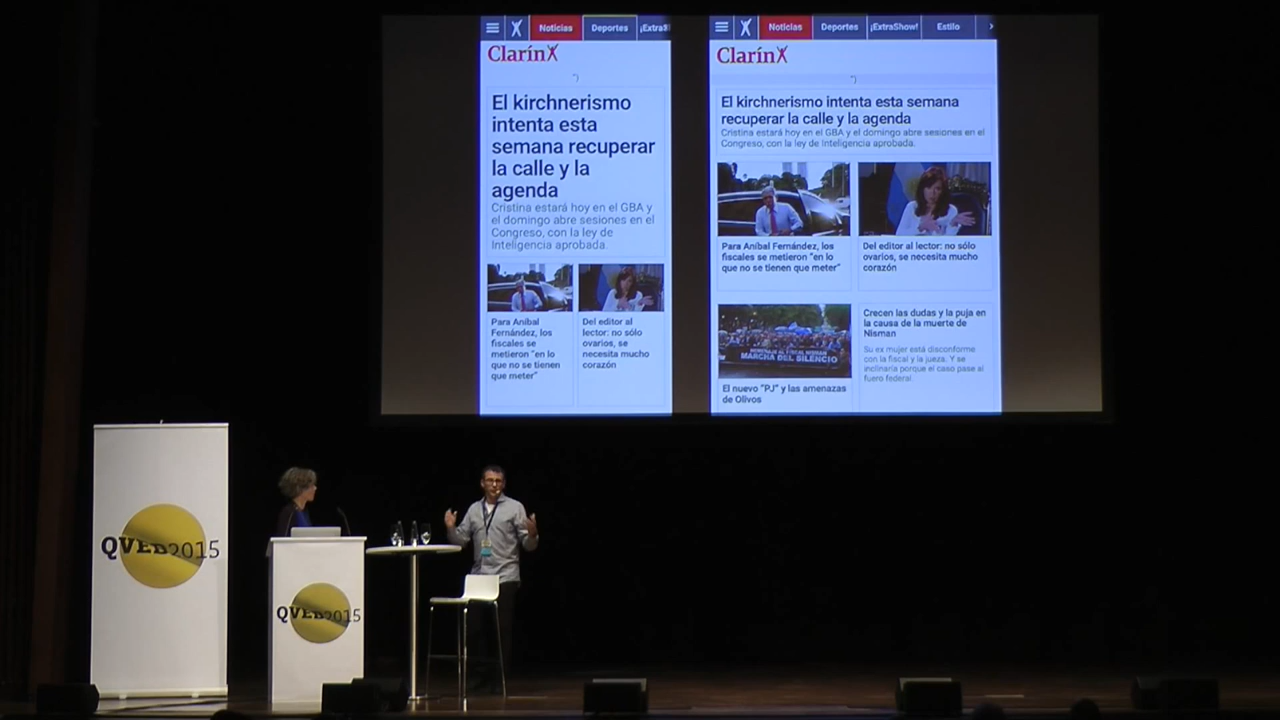 Noticias
Deportes
¡ExtraS
Clarín
El kirchnerismo
intenta esta
semana recuperar
la calle y la
agenda
Cristina estará hoy en el GBA y
el domingo abre sesiones en el
Congreso, con la ley de
Inteligencia aprobada.
Para Aníbal
Fernández, los
fiscales se
metieron "en lo
que no se tienen
que meter"
Del editor al
lector: no sólo
ovarios, se
necesita mucho
corazón
Noticias
Deportes
¡ExtraShow!
Estilo
Clarín
El kirchnerismo intenta esta semana
recuperar la calle y la agenda
Cristina estará hoy en el GBA y el domingo abre sesiones en el
Congreso, con la ley de Inteligencia aprobada.
Para Aníbal Fernández, los
fiscales se metieron "en lo
que no se tienen que meter"
Del editor al lector: no sólo
ovarios, se necesita mucho
corazón
HOMENAJE AL FISCAL NISMAN
MARCHA DEL SILENCIO
El nuevo "PJ" y las amenazas
de Olivos
Crecen las dudas y la puja en
la causa de la muerte de
Nisman
Su ex mujer está disconforme
con la fiscal y la jueza. Y se
inclinaría porque el caso pase al
fuero federal.
QVED2015
QVED2015